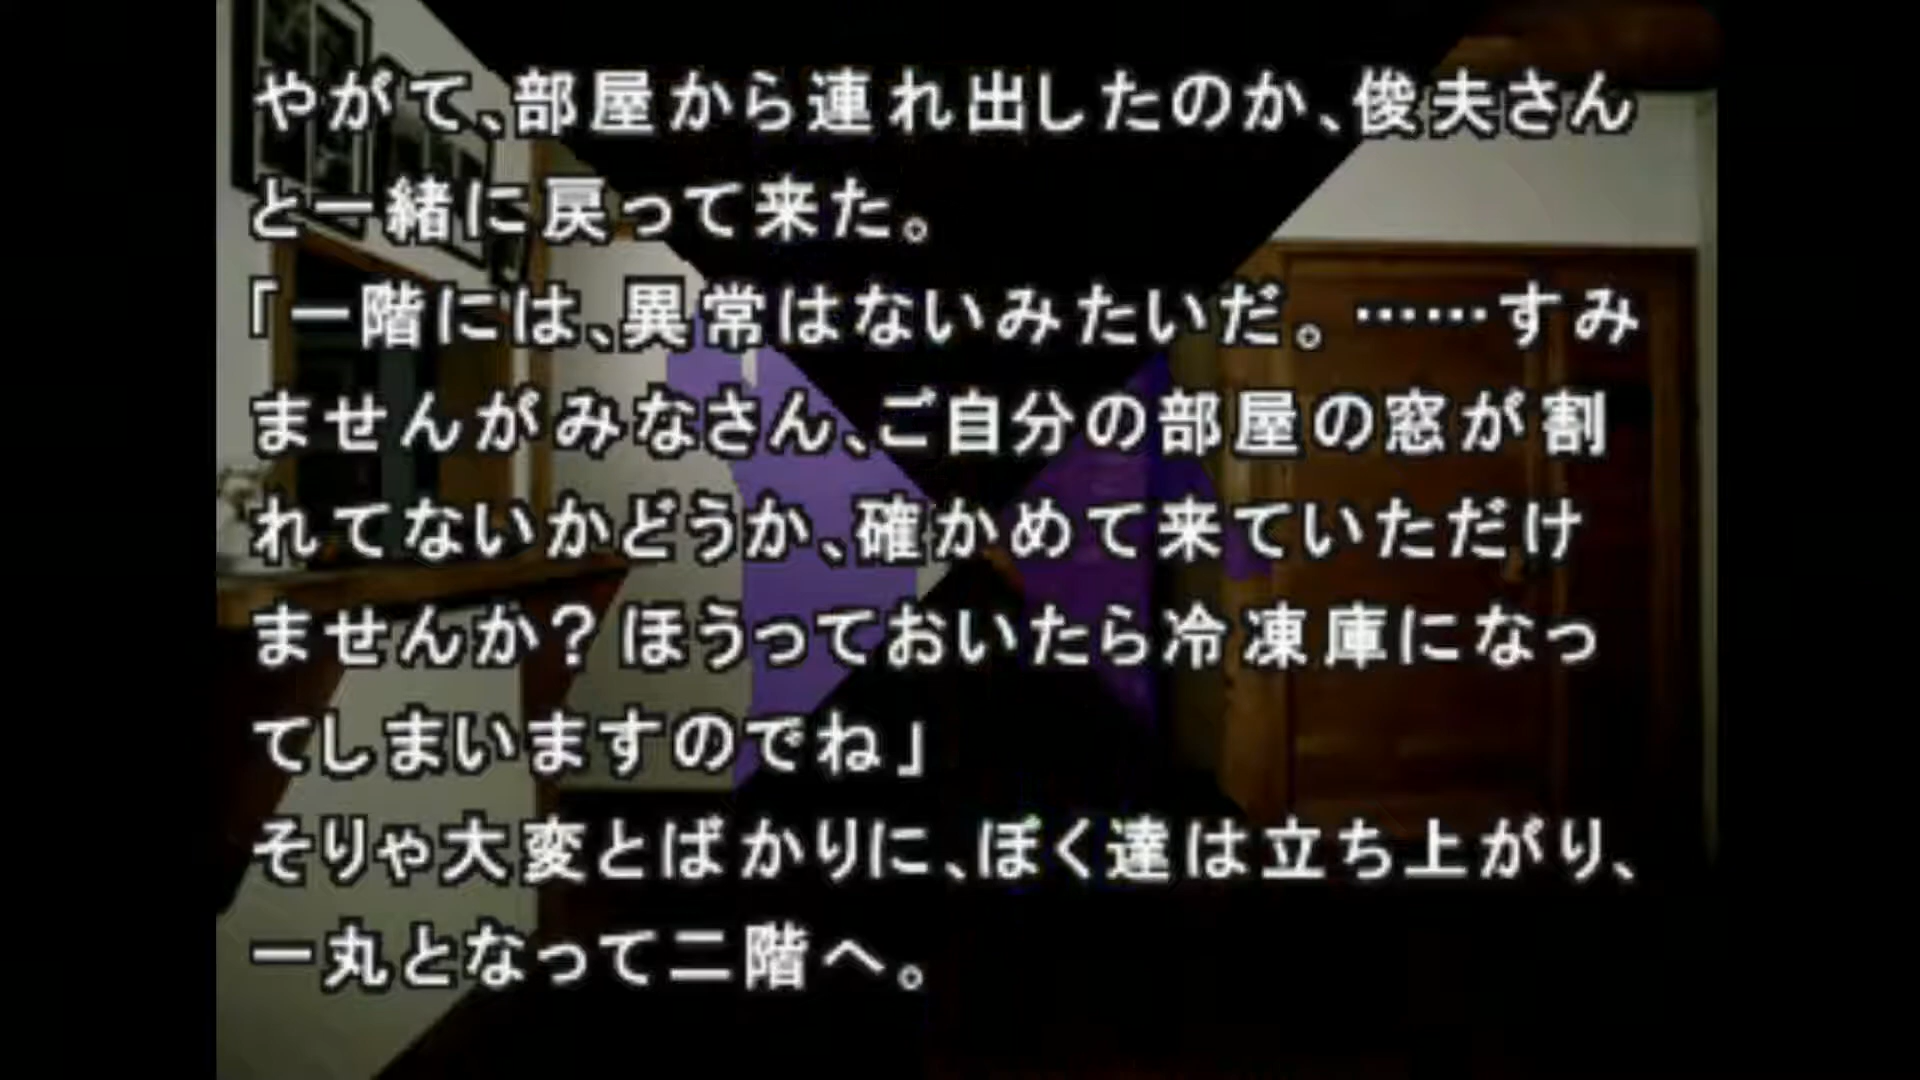 やがて、部屋から連れ出したのか、俊夫さん
と一緒に戻って来た。
「一階には、異常はないみたいだ。……すみ
ませんがみなさん、ご自分の部屋の窓が割
れてないかどうか、確かめて来ていただけ
ませんか？ほうっておいたら冷凍庫になっ
てしまいますのでね」
そりゃ大変とばかりに、ぼく達は立ち上がり、
一丸となって二階へ。